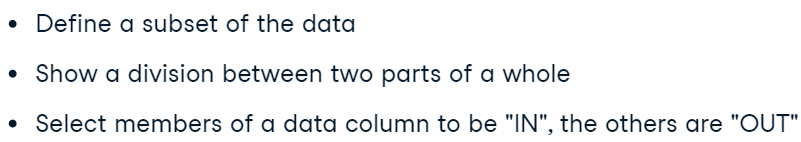 • Define a subset of the data
• Show a division between two parts of a whole
• Select members of a data column to be "IN", the others are "OUT"